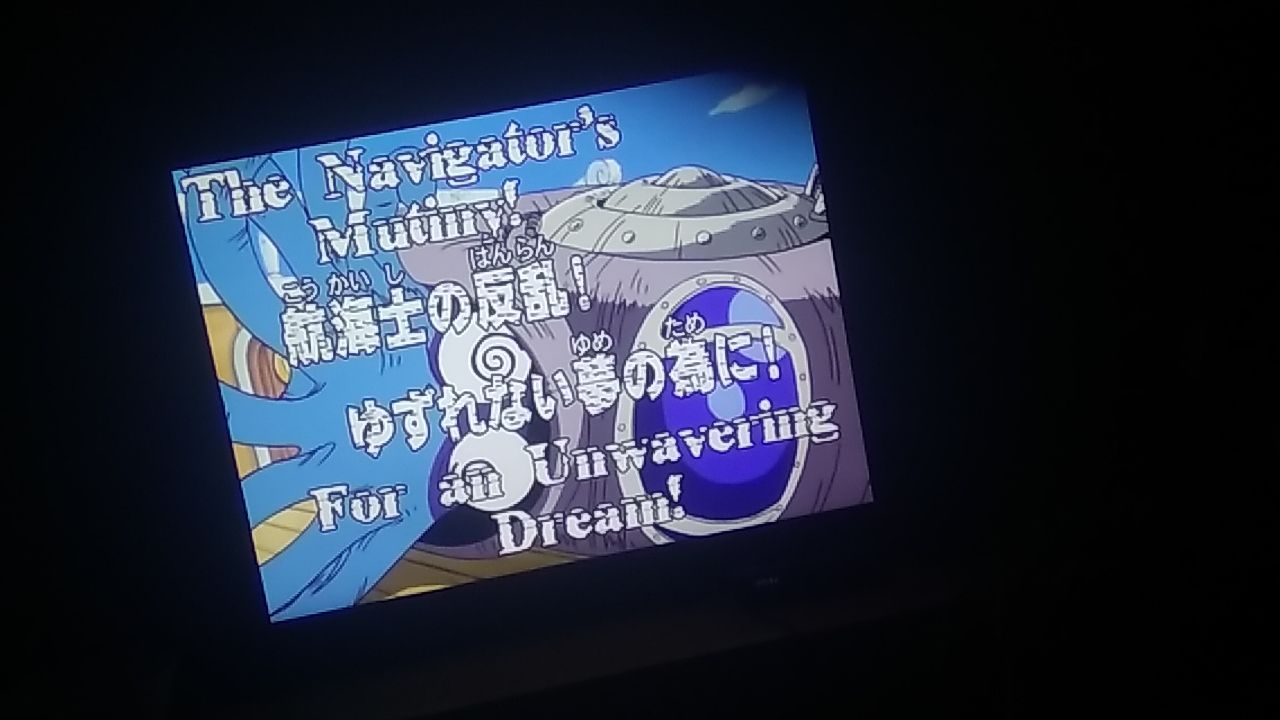 The Navigator's
Mutiny!
こう かい し
はんらん
航海士の反乱!
ゆめ
ため
ゆずれない夢の為に!
For an Unwavering
Dream!